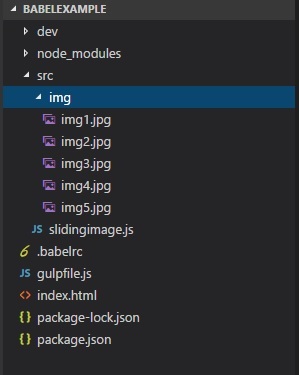 BABELEXAMPLE
dev
node_modules
src
img
img1.jpg
img2.jpg
img3.jpg
img4.jpg
img5.jpg
JS slidingimage.js
.babelrc
JS gulpfile.js
<> index.html
{} package-lock.json
{} package.json